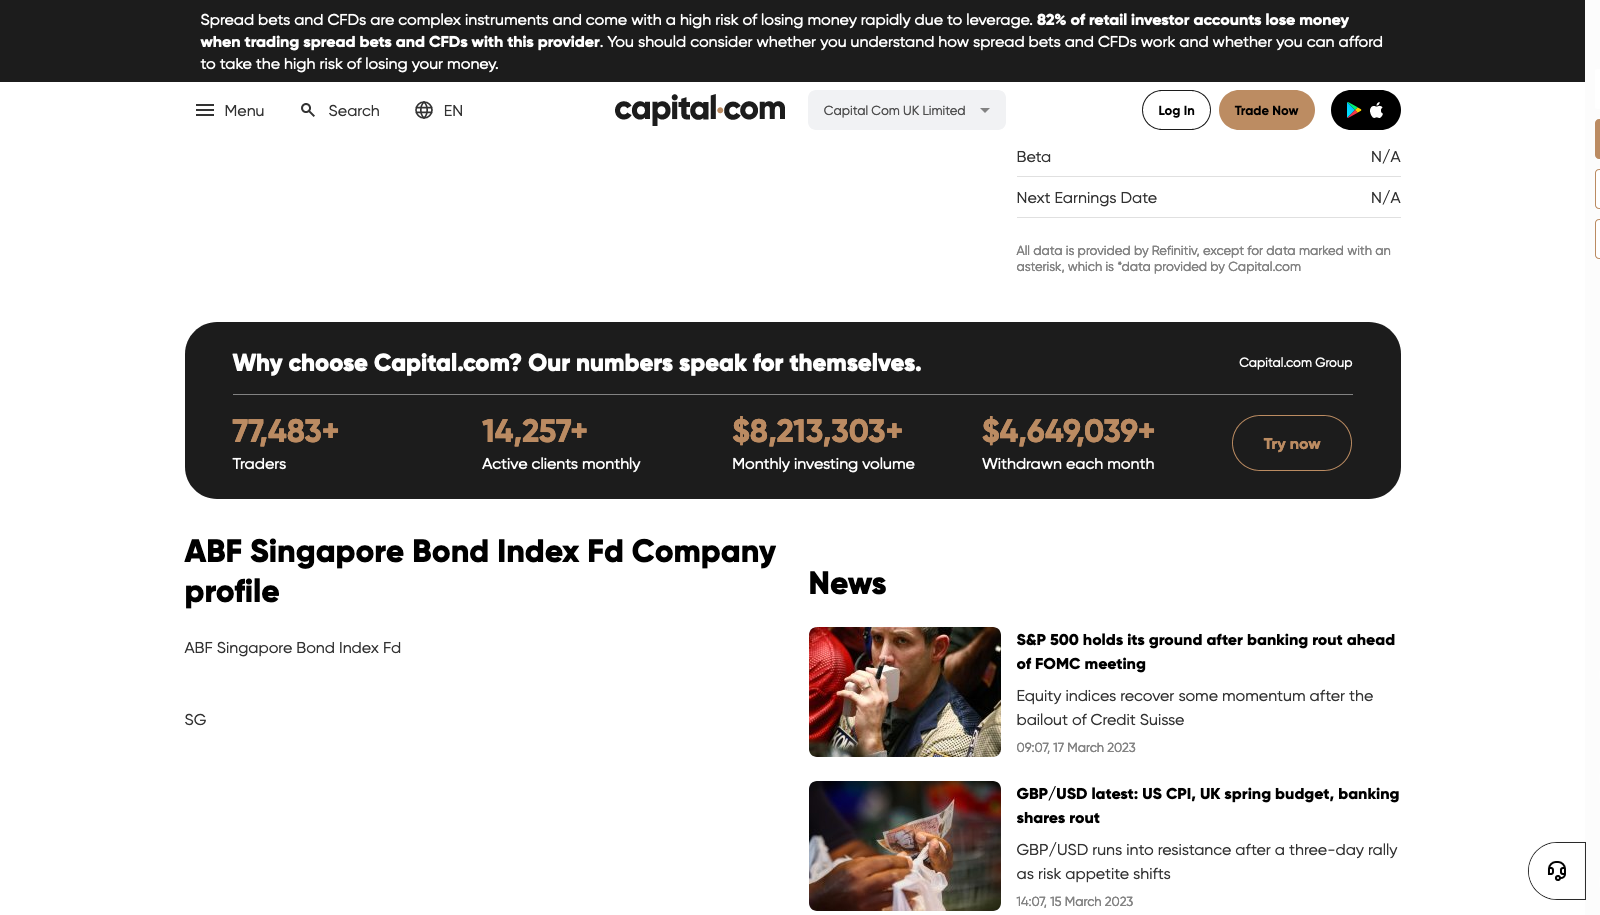 Spread bets and CFDs are complex instruments and come with a high risk of losing money rapidly due to leverage. 82% of retail investor accounts lose money
when trading spread bets and CFDs with this provider. You should consider whether you understand how spread bets and CFDs work and whether you can afford
to take the high risk of losing your money.
Menu
Search
EN
capital.com
Capital Com UK Limited
Log In
Trade Now
Beta N/A
Next Earnings Date N/A
All data is provided by Refinitiv, except for data marked with an
asterisk, which is *data provided by Capital.com
Why choose Capital.com? Our numbers speak for themselves.
Capital.com Group
77,483+
Traders
14,257+
Active clients monthly
$8,213,303+
Monthly investing volume
$4,649,039+
Withdrawn each month
Try now
ABF Singapore Bond Index Fd Company
profile
ABF Singapore Bond Index Fd
SG
News
S&P 500 holds its ground after banking rout ahead
of FOMC meeting
Equity indices recover some momentum after the
bailout of Credit Suisse
09:07, 17 March 2023
GBP/USD latest: US CPI, UK spring budget, banking
shares rout
GBP/USD runs into resistance after a three-day rally
as risk appetite shifts
14:07, 15 March 2023